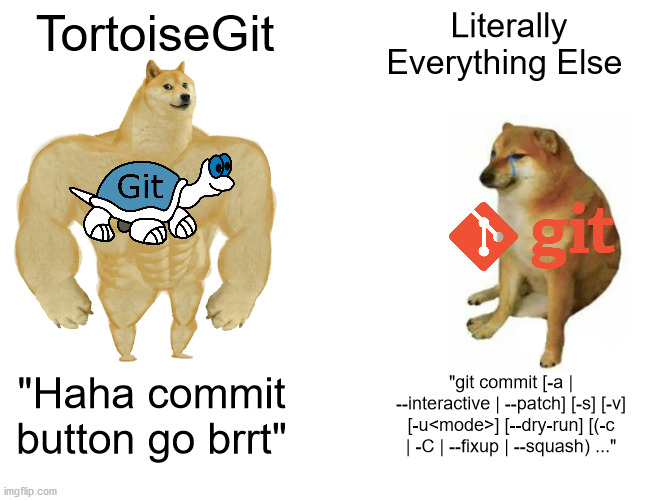 TortoiseGit
Literally
Everything Else
Git
git
"Haha commit
button go brrt"
"git commit [-a |
--interactive | --patch] [-s] [-v]
[-u<mode>] [--dry-run] [(-c
| -C | --fixup | --squash) ..."
imgflip.com